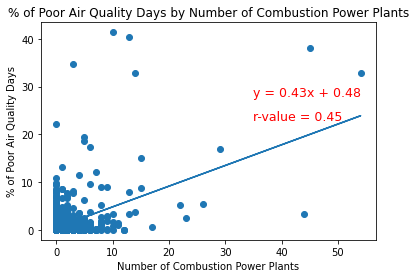 % of Poor Air Quality Days by Number of Combustion Power Plants
% of Poor Air Quality Days
40
30
20
10
0
y = 0.43x + 0.48
r-value = 0.45
0 10 20 30 40 50
Number of Combustion Power Plants